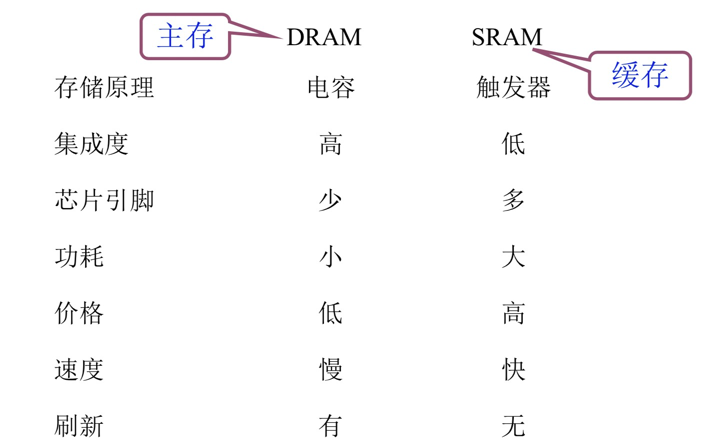 主存 DRAM SRAM
缓存
存储原理 电容 触发器
集成度 高 低
芯片引脚 少 多
功耗 小 大
价格 低 高
速度 慢 快
刷新 有 无